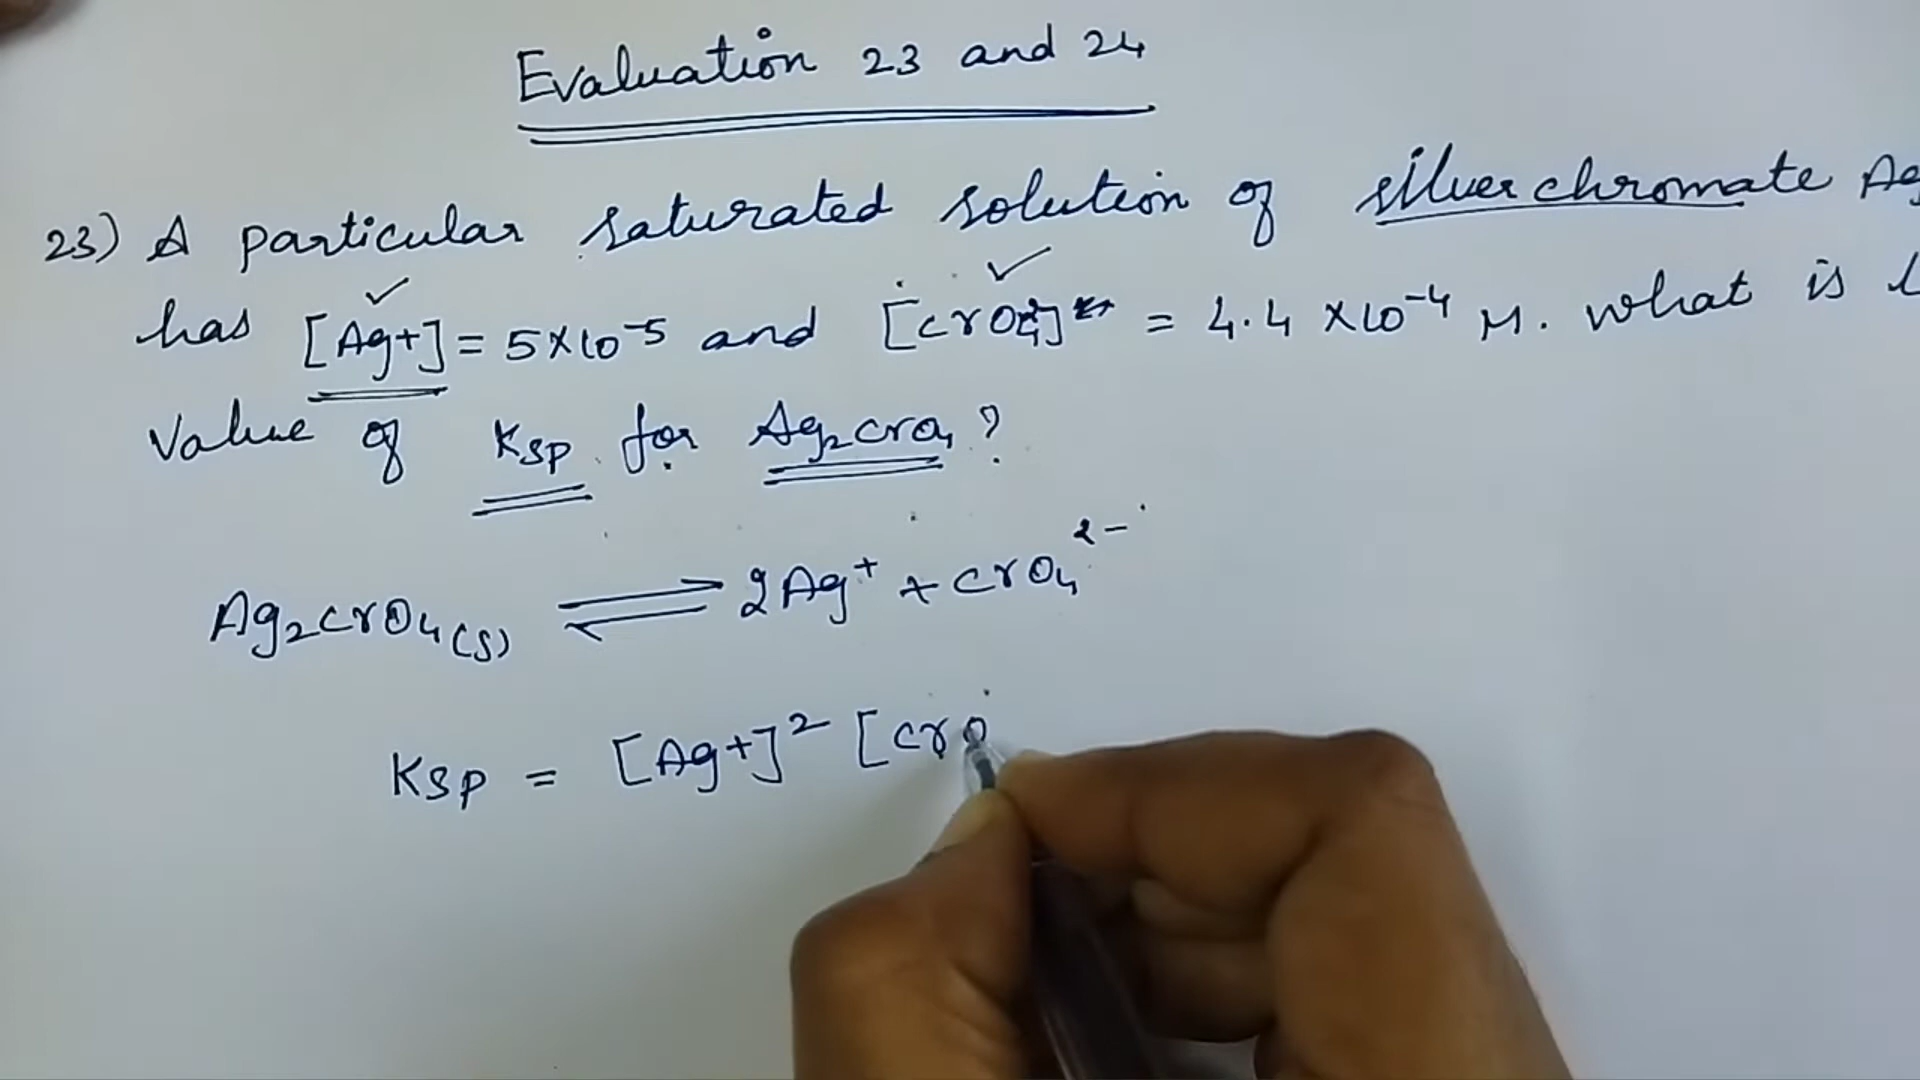 Evaluation 23 and 24
23) A particular saturated solution of silver chromate Ag
has [Ag+] = 5×10⁻⁵ and [CrO₄²⁻] = 4.4 ×10⁻⁴ M. what is
value of Ksp for Ag₂CrO₄?
Ag₂CrO₄(s) ⇌ 2Ag⁺ + CrO₄²⁻
Ksp = [Ag+]² [CrO